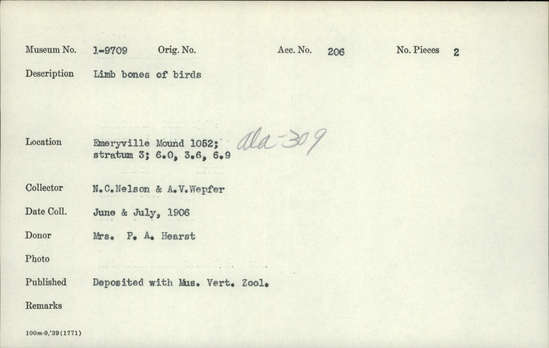 Museum No. 1-9709 Orig. No. Acc. No. 206 No. Pieces 2
Description Limb bones of birds
Location Emeryville Mound 1052; Ala-309
stratum 3; 6.0, 3.6, 6.9
Collector N.C.Nelson & A.V.Wepfer
Date Coll. June & July, 1906
Donor Mrs. P. A. Hearst
Photo
Published Deposited with Mus. Vert. Zool.
Remarks
100m-9,'39(1771)